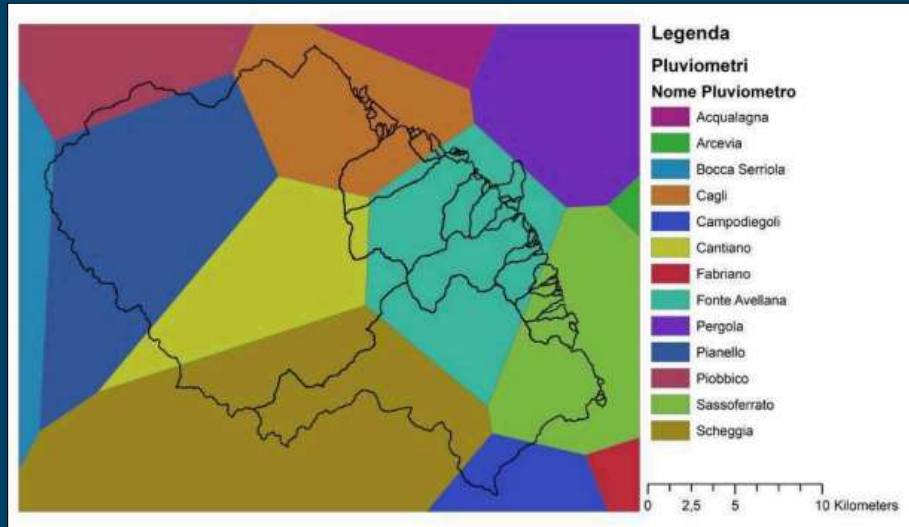 Legenda
Pluviometri
Nome Pluviometro
Acqualagna
Arcevia
Bocca Serriola
Cagli
Campodiegoli
Cantiano
Fabriano
Fonte Avellana
Pergola
Pianello
Piobbico
Sassoferrato
Scheggia
0 2,5 5 10 Kilometers